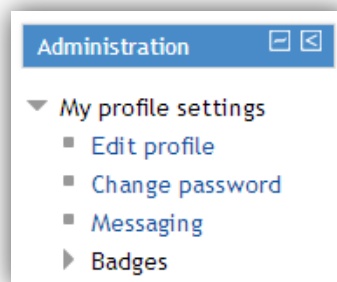 Administration
My profile settings
Edit profile
Change password
Messaging
Badges